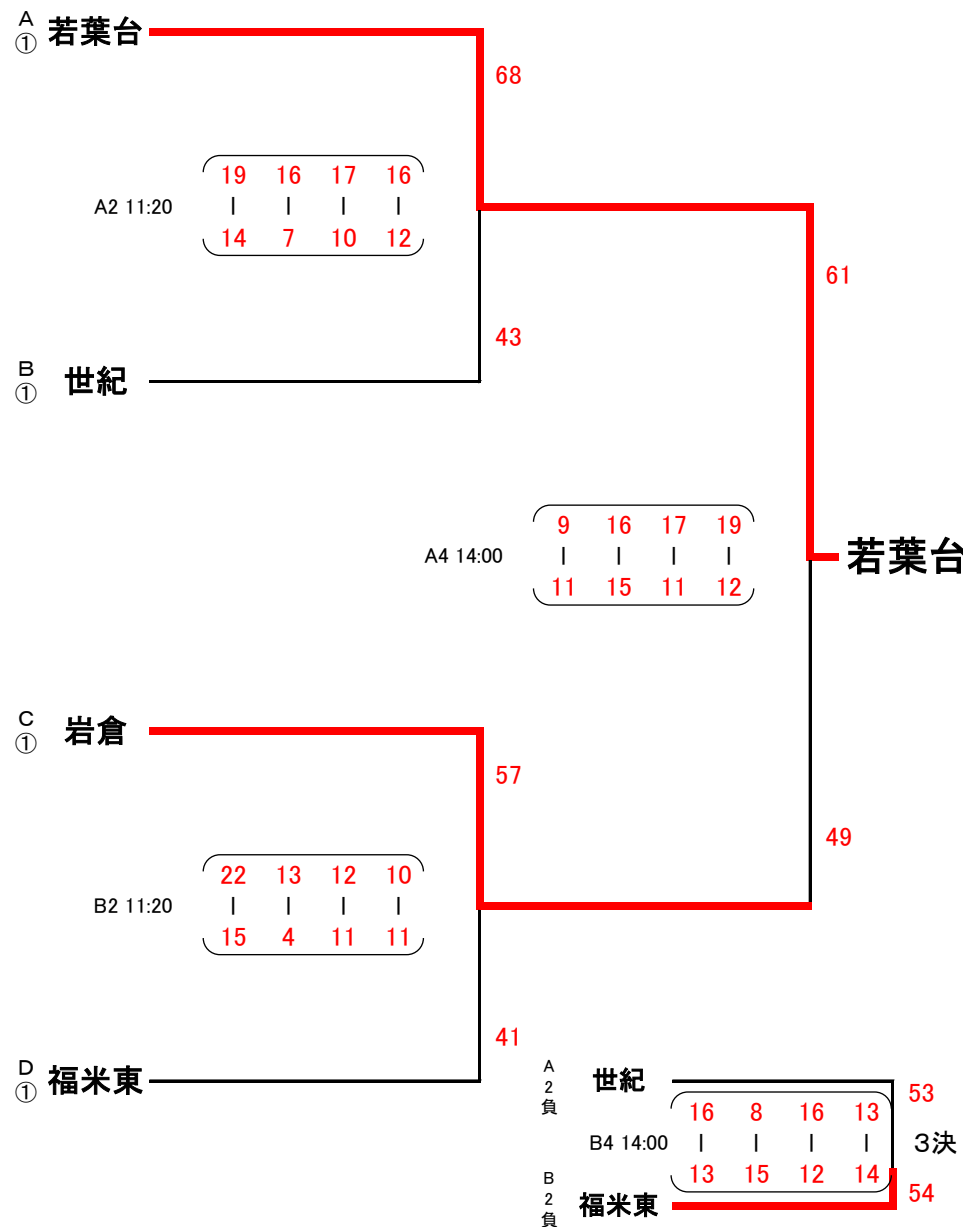 A
① 若葉台
68
19 16 17 16
A2 11:20 | | | |
14 7 10 12
61
43
B
① 世紀
9 16 17 19
A4 14:00 | | | | 若葉台
11 15 11 12
C
① 岩倉
57
49
22 13 12 10
B2 11:20 | | | |
15 4 11 11
41
D
① 福米東
A
2
負
世紀 53
16 8 16 13
B4 14:00 | | | | 3決
13 15 12 14
B
2
負
福米東 54